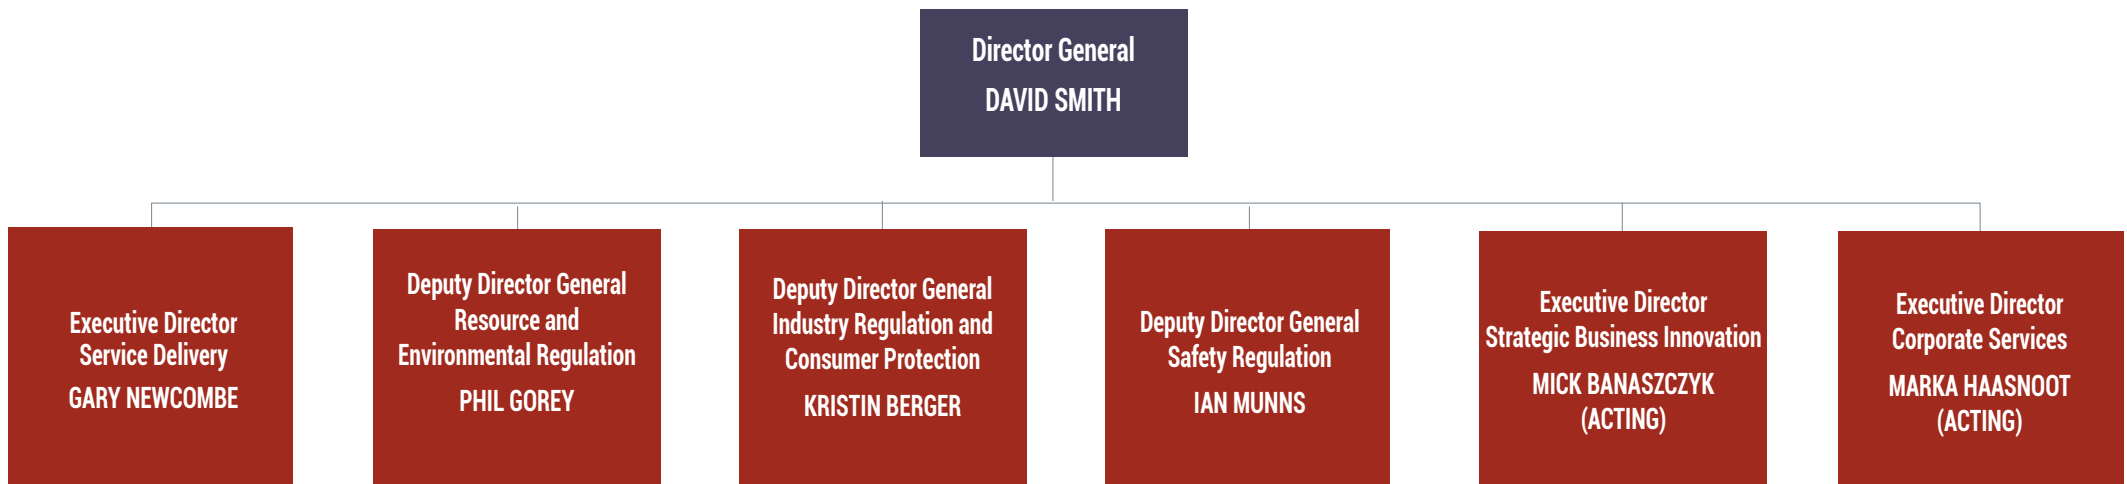 Director General
DAVID SMITH
Executive Director
Service Delivery
GARY NEWCOMBE
Deputy Director General
Resource and
Environmental Regulation
PHIL GOREY
Deputy Director General
Industry Regulation and
Consumer Protection
KRISTIN BERGER
Deputy Director General
Safety Regulation
IAN MUNNS
Executive Director
Strategic Business Innovation
MICK BANASZCZYK
(ACTING)
Executive Director
Corporate Services
MARKA HAASNOOT
(ACTING)